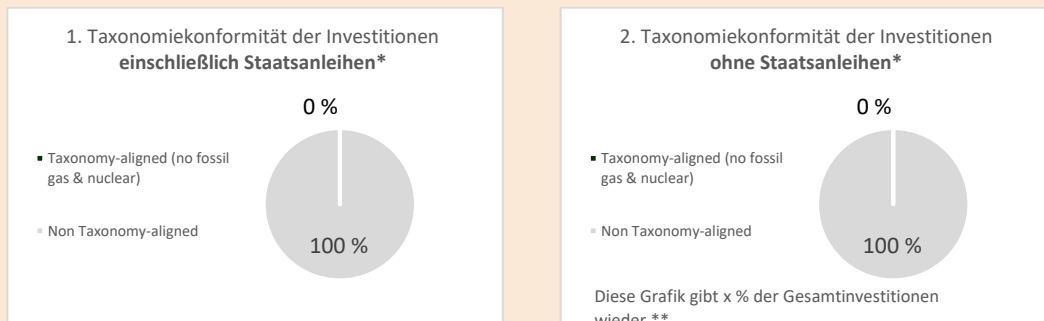 1. Taxonomiekonformität der Investitionen
einschließlich Staatsanleihen*
0 %
Taxonomy-aligned (no fossil
gas & nuclear)
Non Taxonomy-aligned
100 %
2. Taxonomiekonformität der Investitionen
ohne Staatsanleihen*
0 %
Taxonomy-aligned (no fossil
gas & nuclear)
Non Taxonomy-aligned
100 %
Diese Grafik gibt x % der Gesamtinvestitionen
wieder.**